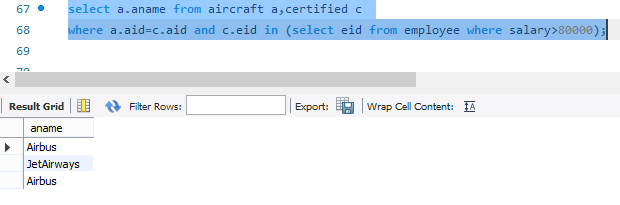 67 select a.aname from aircraft a,certified c
68 where a.aid=c.aid and c.eid in (select eid from employee where salary>80000);
69
Result Grid Filter Rows: Export: Wrap Cell Content: IA
aname
Airbus
JetAirways
Airbus